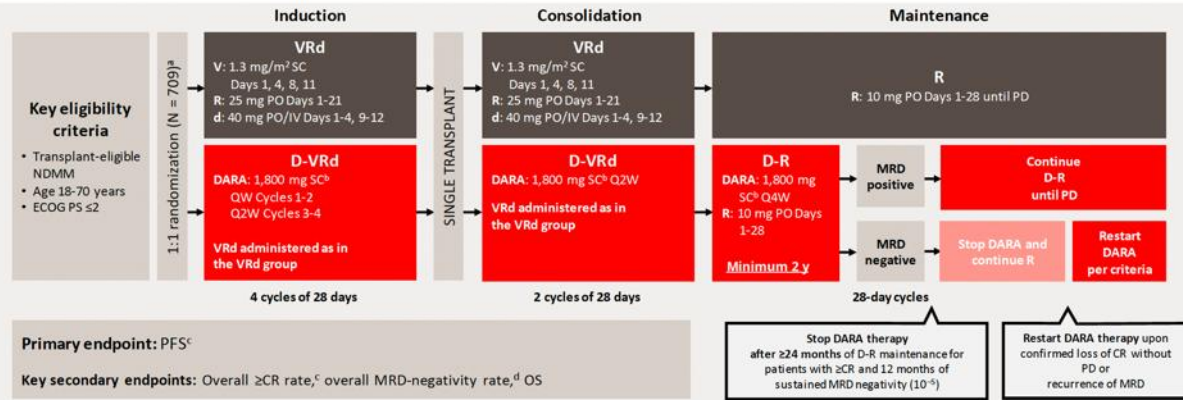 Induction
Consolidation
Maintenance
Key eligibility
criteria
• Transplant-eligible
NDMM
• Age 18-70 years
• ECOG PS ≤2
1:1 randomization (N = 709)ᵃ
VRd
V: 1.3 mg/m² SC
Days 1, 4, 8, 11
R: 25 mg PO Days 1-21
d: 40 mg PO/IV Days 1-4, 9-12
D-VRd
DARA: 1,800 mg SCᵇ
QW Cycles 1-2
Q2W Cycles 3-4
VRd administered as in
the VRd group
4 cycles of 28 days
SINGLE TRANSPLANT
VRd
V: 1.3 mg/m² SC
Days 1, 4, 8, 11
R: 25 mg PO Days 1-21
d: 40 mg PO/IV Days 1-4, 9-12
D-VRd
DARA: 1,800 mg SCᵇ Q2W
VRd administered as in
the VRd group
2 cycles of 28 days
R
R: 10 mg PO Days 1-28 until PD
D-R
DARA: 1,800
mg SCᵇ Q4W
R: 10 mg PO Days
1-28
Minimum 2 y
MRD
positive
Continue
D-R
until PD
MRD
negative
Stop DARA and
continue R
Restart
DARA
per criteria
28-day cycles
Primary endpoint: PFSᶜ
Key secondary endpoints: Overall ≥CR rate,ᶜ overall MRD-negativity rate,ᵈ OS
Stop DARA therapy
after ≥24 months of D-R maintenance for
patients with ≥CR and 12 months of
sustained MRD negativity (10⁻⁵)
Restart DARA therapy upon
confirmed loss of CR without
PD or
recurrence of MRD